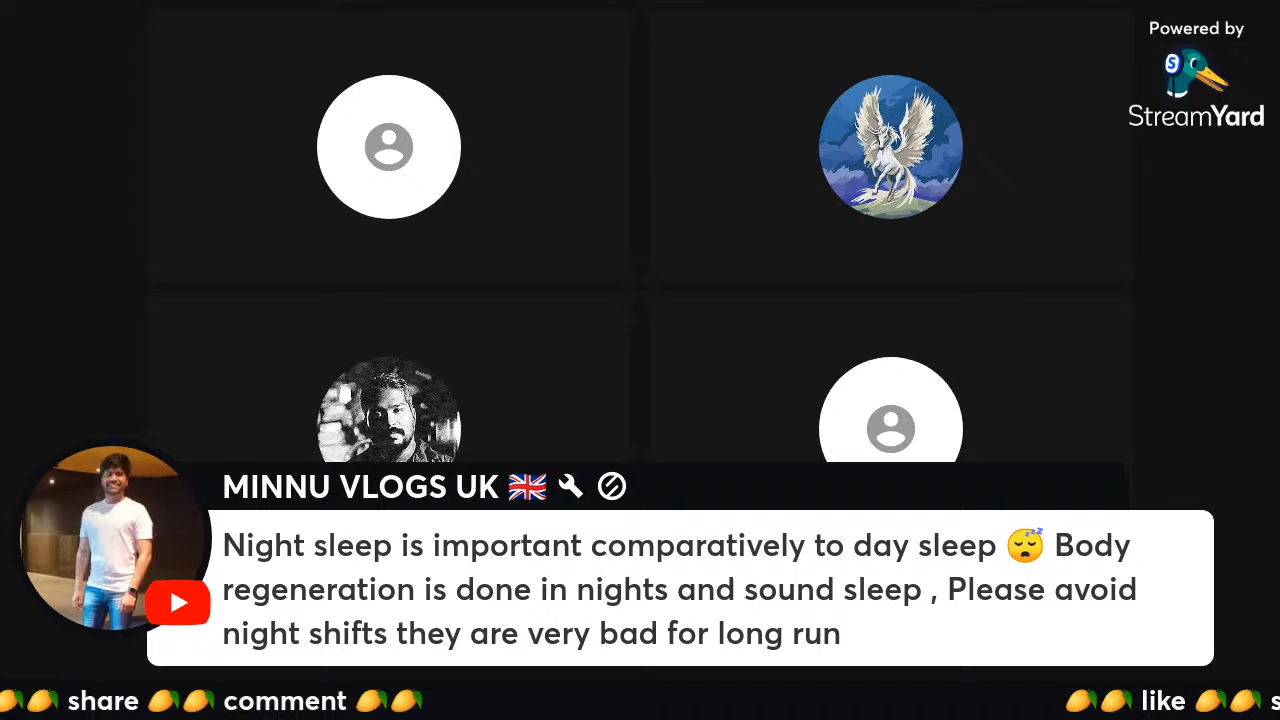 Powered by
S
StreamYard
MINNU VLOGS UK 🇬🇧
Night sleep is important comparatively to day sleep 😴 Body
regeneration is done in nights and sound sleep , Please avoid
night shifts they are very bad for long run
🥭🥭 share 🥭🥭 comment 🥭🥭 🥭🥭 like 🥭🥭 s